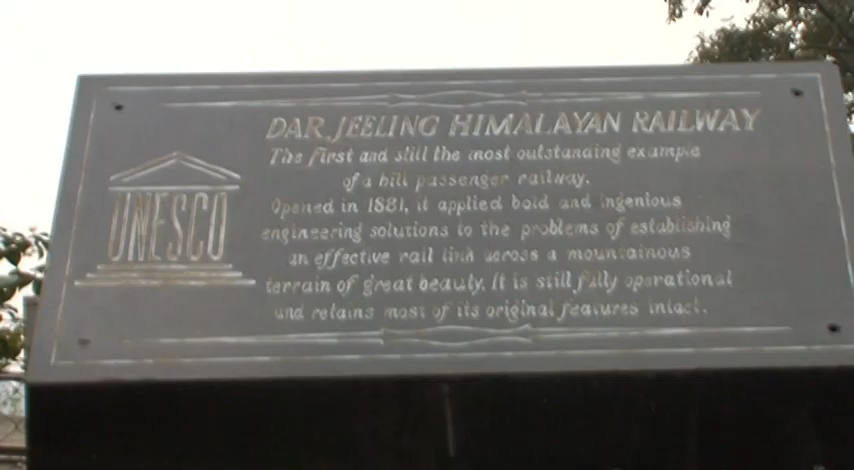 UNESCO
DARJEELING HIMALAYAN RAILWAY
The first and still the most outstanding example
of a hill passenger railway.
Opened in 1881, it applied bold and ingenious
engineering solutions to the problems of establishing
an effective rail link across a mountainous
terrain of great beauty. It is still fully operational
and retains most of its original features intact.